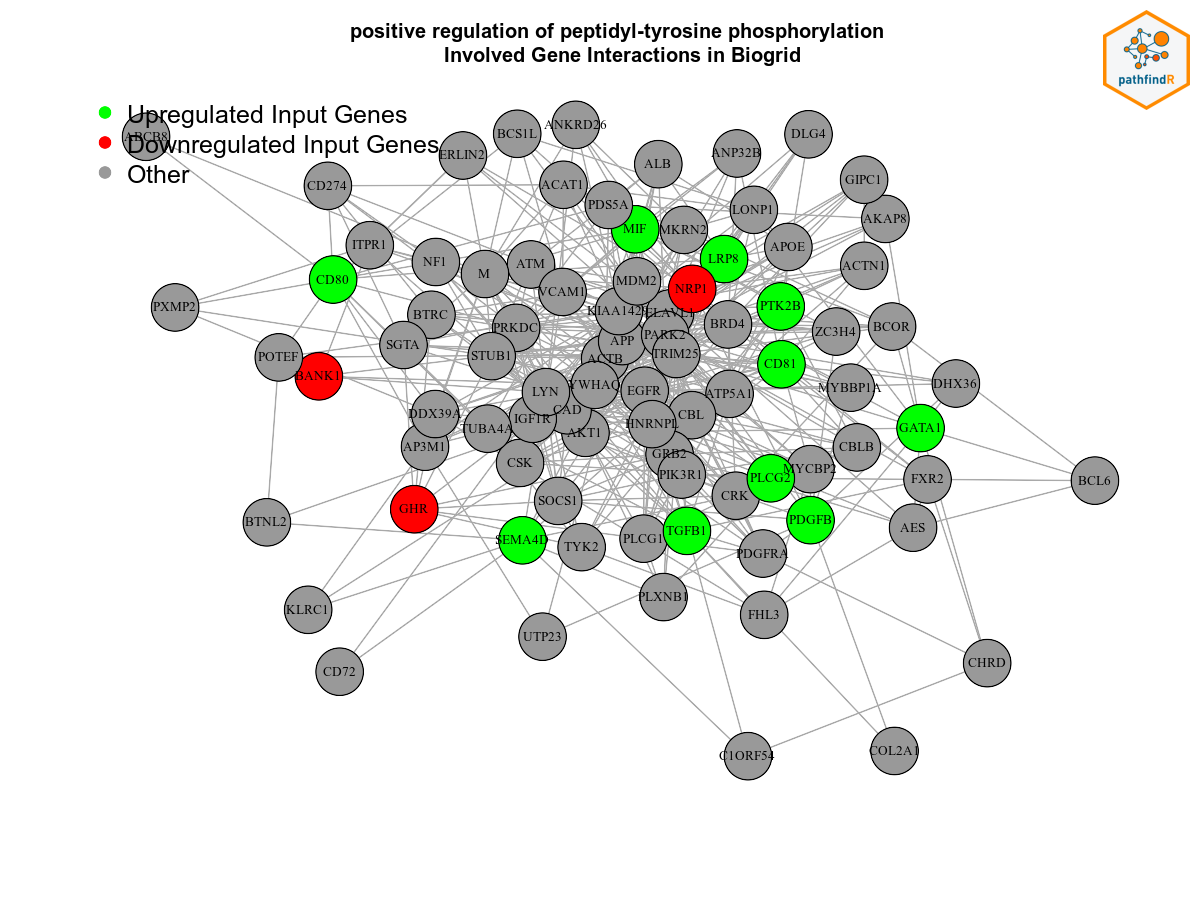 positive regulation of peptidyl-tyrosine phosphorylation
Involved Gene Interactions in Biogrid
pathfindR
Upregulated Input Genes
Downregulated Input Genes
Other
ABCB8
ANKRD26
BCS1L
DLG4
ERLIN2
ANP32B
ALB
GIPC1
CD274
ACAT1
PDS5A
LONP1
AKAP8
MIF
MKRN2
ITPR1
APOE
LRP8
NF1
M
ATM
ACTN1
CD80
MDM2
NRP1
VCAM1
PXMP2
PTK2B
BTRC
KIAA1429
ELAVL1
PRKDC
BRD4
ZC3H4
BCOR
SGTA
APP
PARK2
STUB1
POTEF
ACTB
TRIM25
CD81
BANK1
LYN
YWHAQ
EGFR
ATP5A1
MYBBP1A
DHX36
DDX39A
TUBA4A
IGF1R
CAD
AKT1
HNRNPL
CBL
GATA1
AP3M1
CBLB
CSK
GRB2
PIK3R1
MYCBP2
PLCG2
FXR2
BCL6
GHR
SOCS1
CRK
BTNL2
PDGFB
AES
SEMA4D
TYK2
PLCG1
TGFB1
PDGFRA
KLRC1
PLXNB1
FHL3
UTP23
CD72
CHRD
C1ORF54
COL2A1